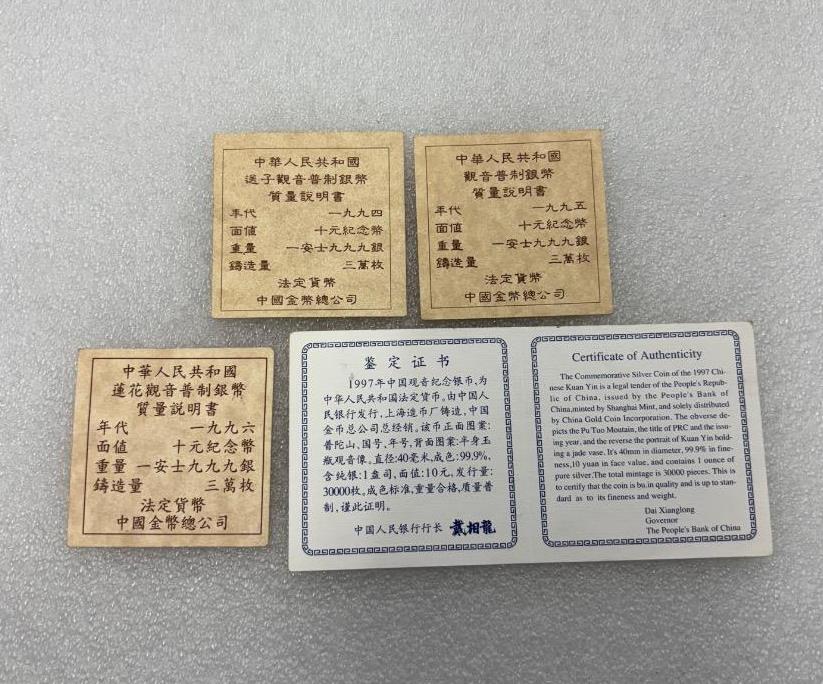 中華人民共和國
送子觀音普制銀幣
質量說明書
年代 一九九四
面值 十元紀念幣
重量 一安士九九九銀
鑄造量 三萬枚
法定貨幣
中國金幣總公司
中華人民共和國
觀音普制銀幣
質量說明書
年代 一九九五
面値 十元紀念幣
重量 一安士九九九銀
鑄造量 三萬枚
法定貨幣
中國金幣總公司
中華人民共和國
蓮花觀音普制銀幣
質量説明書
年代 一九九六
面值 十元紀念幣
重量 一安士九九九銀
鑄造量 三萬枚
法定貨幣
中國金幣總公司
鉴定证书
1997年中国观音纪念银币,为
中华人民共和国法定货币,由中国人
民银行发行,上海造币厂铸造,中国
金币总公司总经销。该币正面图案:
普陀山、国号、年号,背面图案:半身玉
瓶观音像。直径:40毫米,成色:99.9%,
含纯银:1盎司,面值:10元,发行量:
30000枚。成色标准,重量合格,质量普
制,谨此证明。
中国人民银行行长 戴相龍
Certificate of Authenticity
The Commemorative Silver Coin of the 1997 Chi-
nese Kuan Yin is a legal tender of the People's Repub-
lic of China, issued by the People's Bank of
China,minted by Shanghai Mint, and solely distributed
by China Gold Coin Incorporation. The obverse de-
picts the Pu Tuo Moutain, the title of PRC and the issu-
ing year, and the reverse the portrait of Kuan Yin hold-
ing a jade vase. It's 40mm in diameter, 99.9% in fine-
ness,10 yuan in face value, and contains 1 ounce of
pure silver.The total mintage is 30000 pieces. This is
to certify that the coin is bu.in quality and is up to stan-
dard as to its fineness and weight.
Dai Xianglong
Governor
The People's Bank of China